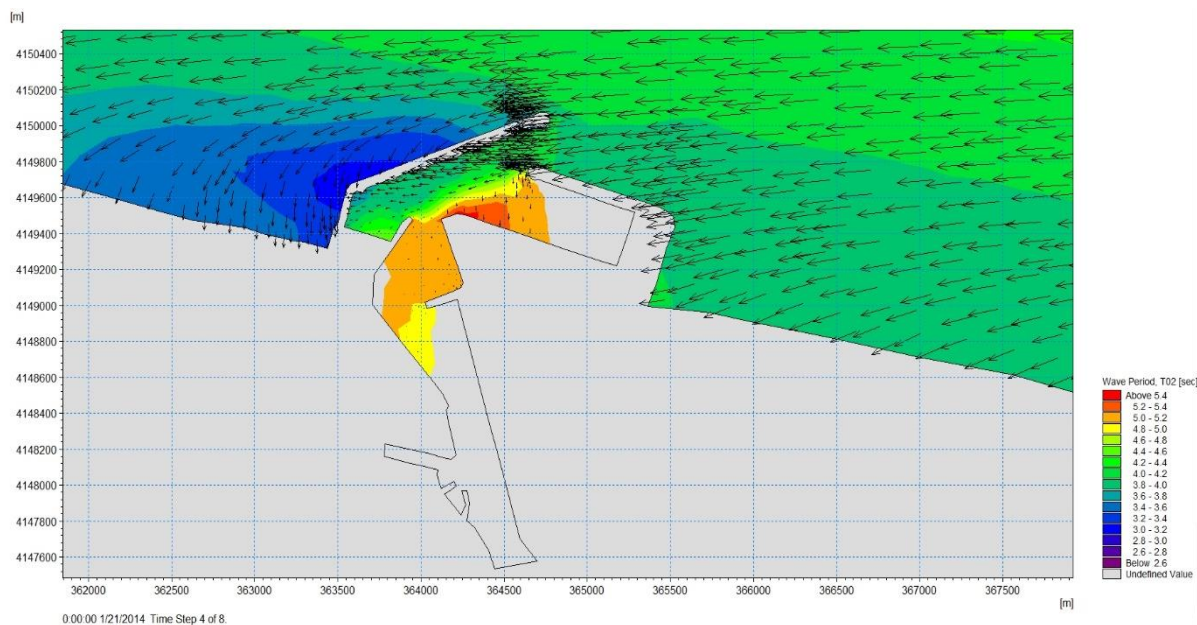 [m]
4150400
4150200
4150000
4149800
4149600
4149400
4149200
4149000
4148800
4148600
4148400
4148200
4148000
4147800
4147600
362000 362500 363000 363500 364000 364500 365000 365500 366000 366500 367000 367500
[m]
0:00:00 1/21/2014 Time Step 4 of 8.
Wave Period, T02 [sec]
Above 5.4
5.2 - 5.4
5.0 - 5.2
4.8 - 5.0
4.6 - 4.8
4.4 - 4.6
4.2 - 4.4
4.0 - 4.2
3.8 - 4.0
3.6 - 3.8
3.4 - 3.6
3.2 - 3.4
3.0 - 3.2
2.8 - 3.0
2.6 - 2.8
Below 2.6
Undefined Value